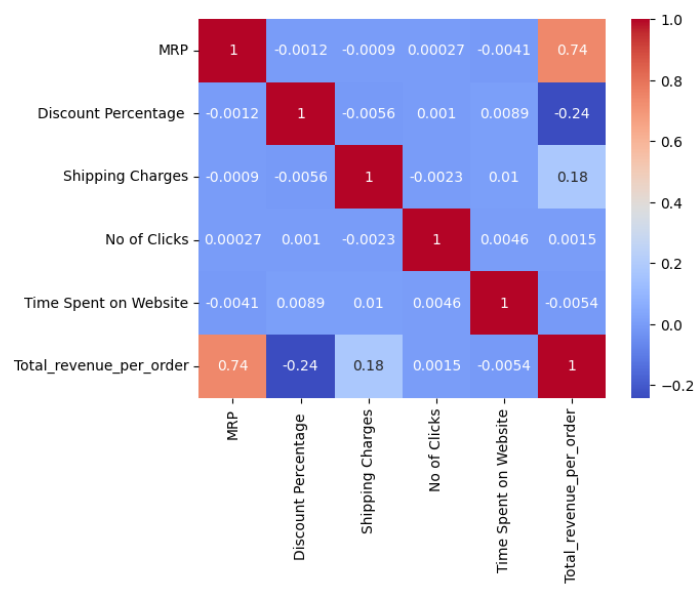 MRP 1 -0.0012 -0.0009 0.00027 -0.0041 0.74
Discount Percentage -0.0012 1 -0.0056 0.001 0.0089 -0.24
Shipping Charges -0.0009 -0.0056 1 -0.0023 0.01 0.18
No of Clicks 0.00027 0.001 -0.0023 1 0.0046 0.0015
Time Spent on Website -0.0041 0.0089 0.01 0.0046 1 -0.0054
Total_revenue_per_order 0.74 -0.24 0.18 0.0015 -0.0054 1
MRP
Discount Percentage
Shipping Charges
No of Clicks
Time Spent on Website
Total_revenue_per_order
1.0
0.8
0.6
0.4
0.2
0.0
−0.2